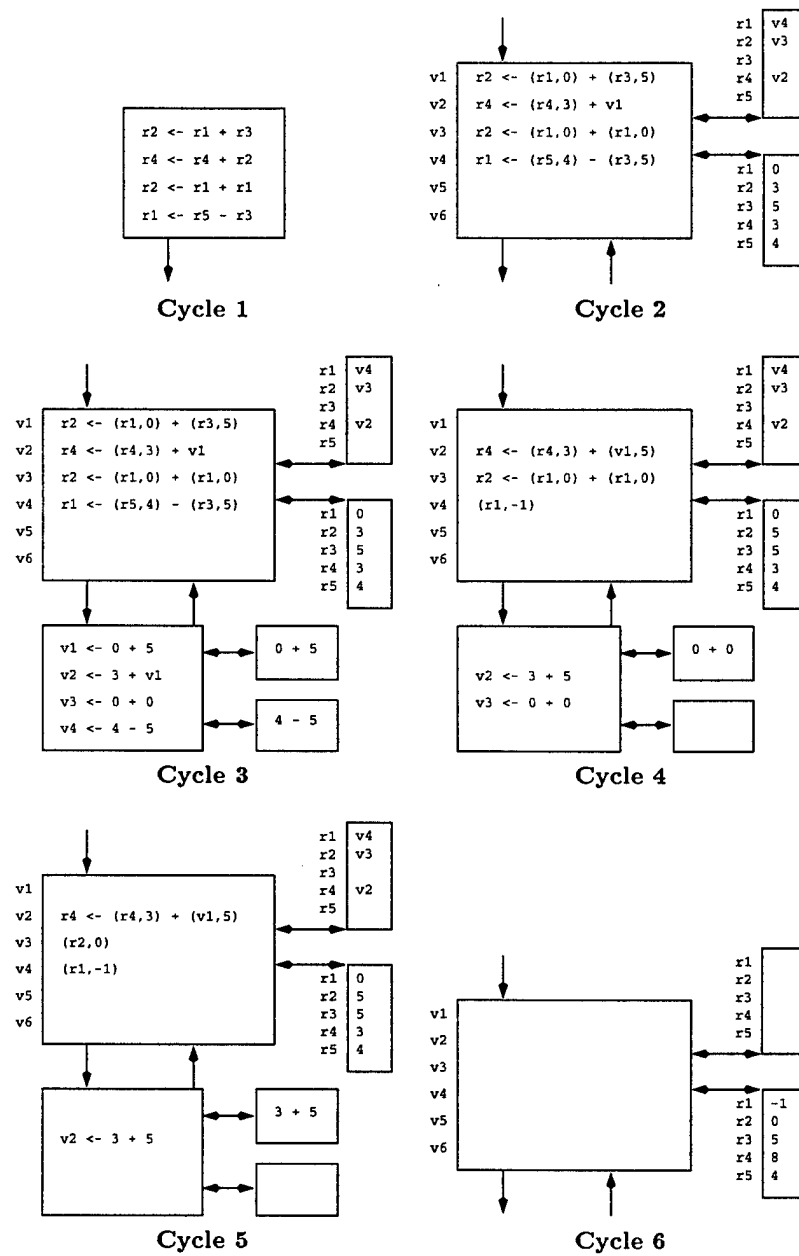 r2 <- r1 + r3
r4 <- r4 + r2
r2 <- r1 + r1
r1 <- r5 - r3
Cycle 1
r1 v4
r2 v3
r3
r4 v2
r5
v1 r2 <- (r1,0) + (r3,5)
v2 r4 <- (r4,3) + v1
v3 r2 <- (r1,0) + (r1,0)
v4 r1 <- (r5,4) - (r3,5)
v5
v6
r1 0
r2 3
r3 5
r4 3
r5 4
Cycle 2
r1 v4
r2 v3
r3
r4 v2
r5
v1 r2 <- (r1,0) + (r3,5)
v2 r4 <- (r4,3) + v1
v3 r2 <- (r1,0) + (r1,0)
v4 r1 <- (r5,4) - (r3,5)
v5
v6
r1 0
r2 3
r3 5
r4 3
r5 4
v1 <- 0 + 5
v2 <- 3 + v1
v3 <- 0 + 0
v4 <- 4 - 5
0 + 5
4 - 5
Cycle 3
r1 v4
r2 v3
r3
r4 v2
r5
v1
v2 r4 <- (r4,3) + (v1,5)
v3 r2 <- (r1,0) + (r1,0)
v4 (r1,-1)
v5
v6
r1 0
r2 5
r3 5
r4 3
r5 4
v2 <- 3 + 5
v3 <- 0 + 0
0 + 0
Cycle 4
r1 v4
r2 v3
r3
r4 v2
r5
v1
v2 r4 <- (r4,3) + (v1,5)
v3 (r2,0)
v4 (r1,-1)
v5
v6
r1 0
r2 5
r3 5
r4 3
r5 4
v2 <- 3 + 5
3 + 5
Cycle 5
r1
r2
r3
r4
r5
v1
v2
v3
v4
v5
v6
r1 -1
r2 0
r3 5
r4 8
r5 4
Cycle 6